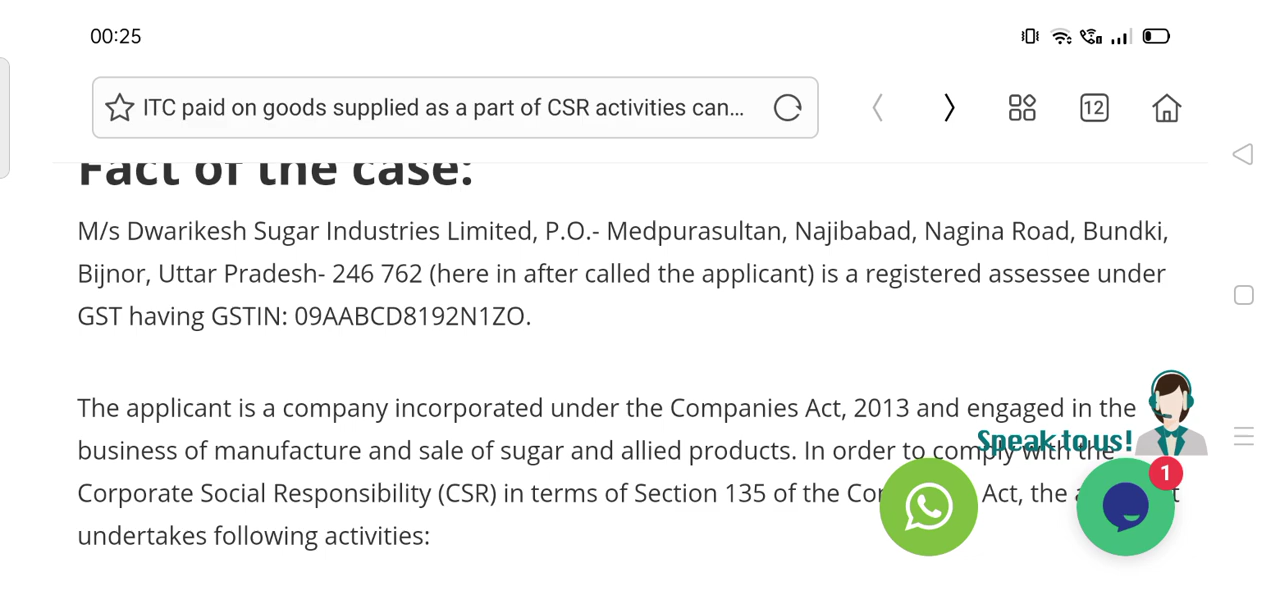 00:25
ITC paid on goods supplied as a part of CSR activities can...
12
Fact of the case:
M/s Dwarikesh Sugar Industries Limited, P.O.- Medpurasultan, Najibabad, Nagina Road, Bundki,
Bijnor, Uttar Pradesh- 246 762 (here in after called the applicant) is a registered assessee under
GST having GSTIN: 09AABCD8192N1ZO.
The applicant is a company incorporated under the Companies Act, 2013 and engaged in the
Speak to us!
business of manufacture and sale of sugar and allied products. In order to comply with the
1
Corporate Social Responsibility (CSR) in terms of Section 135 of the Act, the
undertakes following activities: